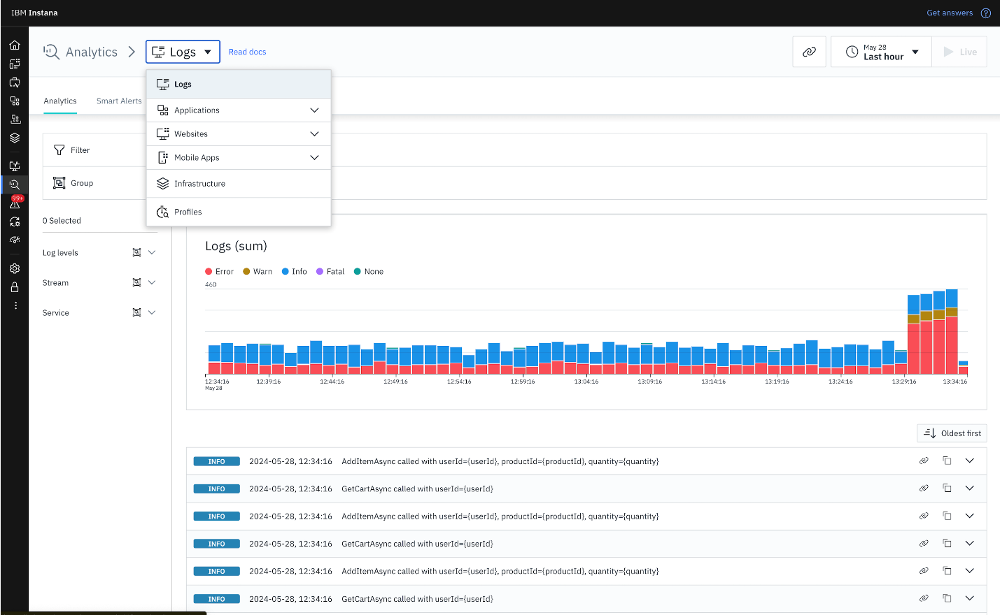 IBM Instana
Get answers
Analytics
Logs
Read docs
May 28
Last hour
Live
Logs
Analytics
Smart Alerts
Applications
Websites
Filter
Mobile Apps
Group
Infrastructure
Profiles
99+
0 Selected
Log levels
Stream
Service
Logs (sum)
Error Warn Info Fatal None
460
12:34:16 12:39:16 12:44:16 12:49:16 12:54:16 12:59:16 13:04:16 13:09:16 13:14:16 13:19:16 13:24:16 13:29:16 13:34:16
May 28
Oldest first
INFO 2024-05-28, 12:34:16 AddItemAsync called with userId={userId}, productId={productId}, quantity={quantity}
INFO 2024-05-28, 12:34:16 GetCartAsync called with userId={userId}
INFO 2024-05-28, 12:34:16 AddItemAsync called with userId={userId}, productId={productId}, quantity={quantity}
INFO 2024-05-28, 12:34:16 GetCartAsync called with userId={userId}
INFO 2024-05-28, 12:34:16 AddItemAsync called with userId={userId}, productId={productId}, quantity={quantity}
INFO 2024-05-28, 12:34:16 GetCartAsync called with userId={userId}